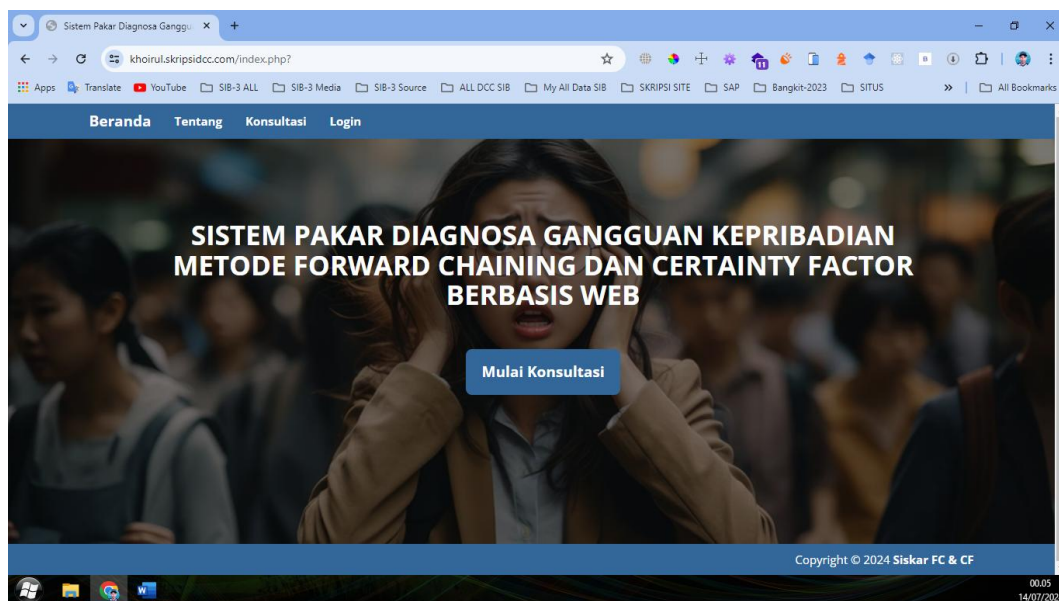 Sistem Pakar Diagnosa Ganggu
khoirul.skripsidcc.com/index.php?
11
Apps Translate YouTube SIB-3 ALL SIB-3 Media SIB-3 Source ALL DCC SIB My All Data SIB SKRIPSI SITE SAP Bangkit-2023 SITUS » All Bookmarks
Beranda Tentang Konsultasi Login
SISTEM PAKAR DIAGNOSA GANGGUAN KEPRIBADIAN
METODE FORWARD CHAINING DAN CERTAINTY FACTOR
BERBASIS WEB
Mulai Konsultasi
Copyright © 2024 Siskar FC & CF
00.05
14/07/202